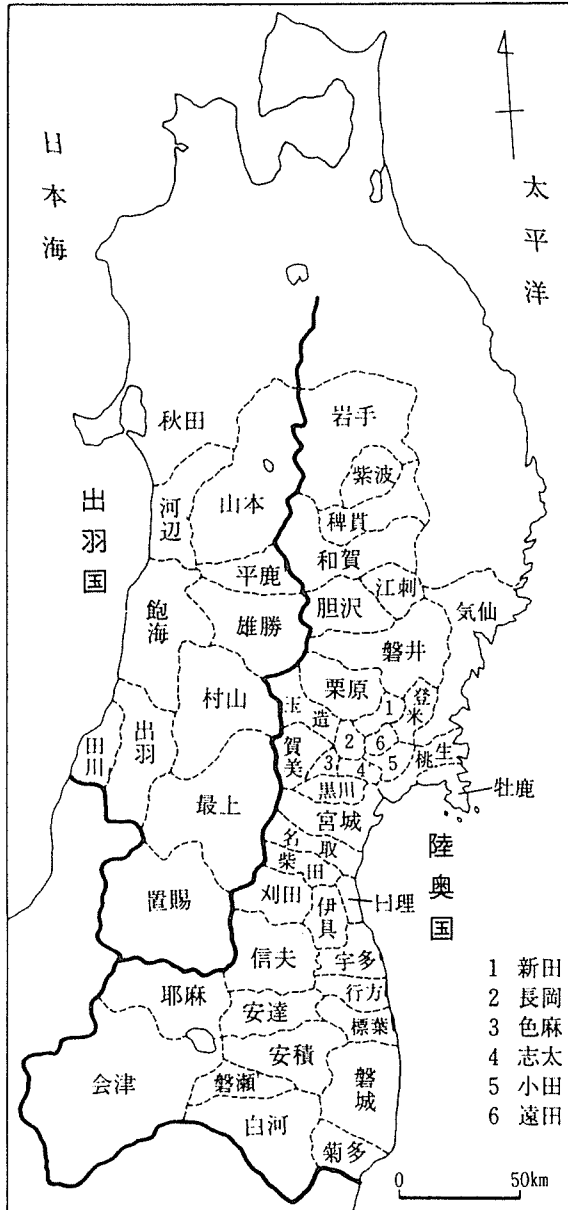 日本海
太平洋
秋田
岩手
紫波
出羽国
河辺
山本
稗貫
和賀
平鹿
江刺
胆沢
気仙
飽海
雄勝
磐井
栗原
登米
村山
玉造
1
2
6
出羽
田川
賀美
3
4
5
桃生
黒川
牡鹿
最上
宮城
名取
柴田
陸奥国
置賜
刈田
伊具
曰理
信夫
宇多
1 新田
耶麻
行方
2 長岡
安達
標葉
3 色麻
安積
4 志太
会津
磐瀬
磐城
5 小田
白河
6 遠田
菊多
0 50km